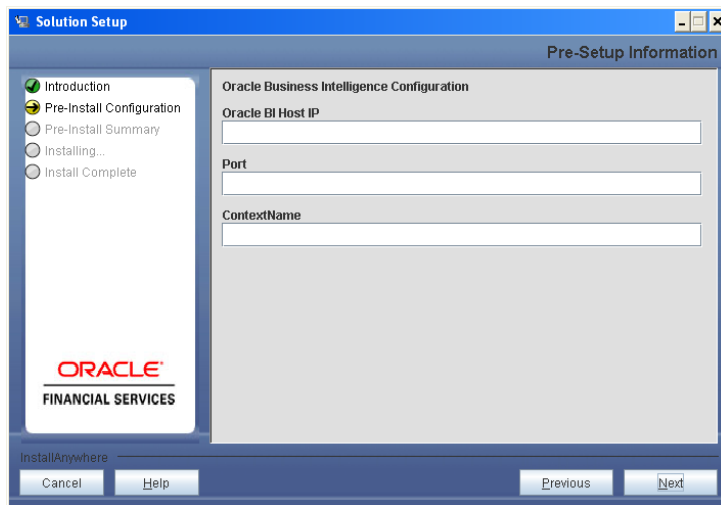 Solution Setup
Pre-Setup Information
Introduction
Pre-Install Configuration
Pre-Install Summary
Installing...
Install Complete
ORACLE
FINANCIAL SERVICES
Oracle Business Intelligence Configuration
Oracle BI Host IP
Port
ContextName
InstallAnywhere
Cancel
Help
Previous
Next